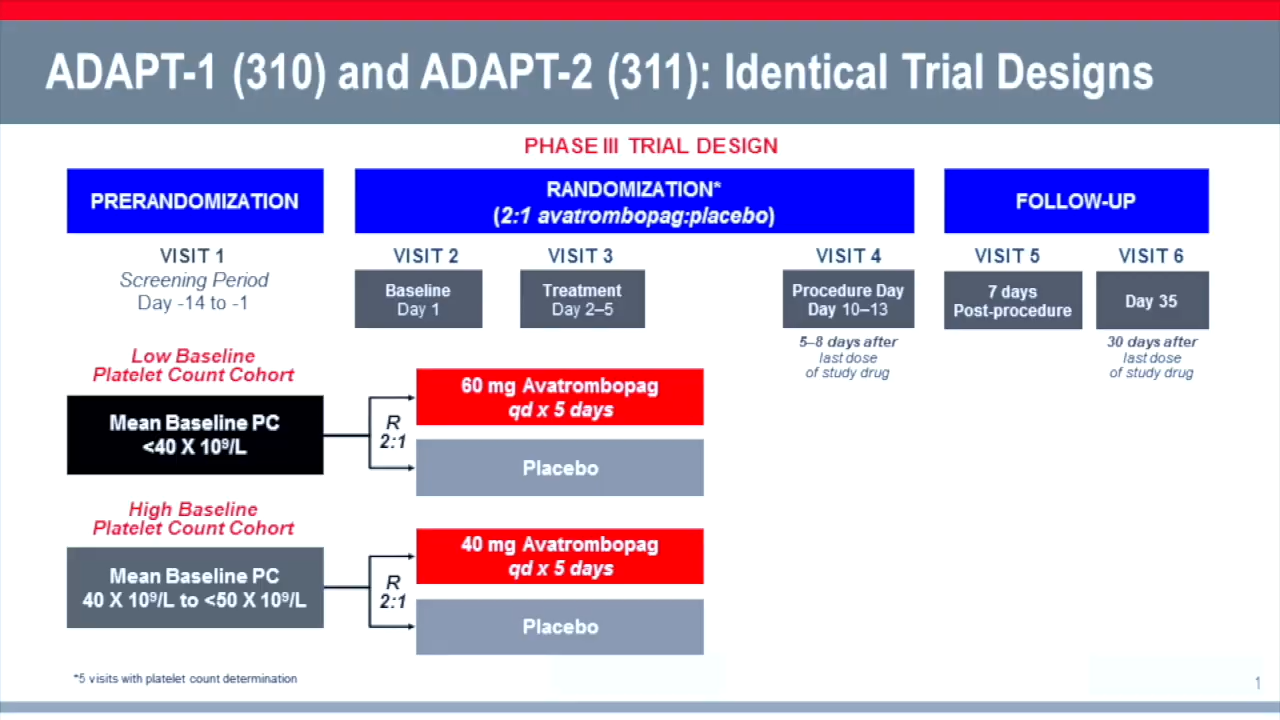 ADAPT-1 (310) and ADAPT-2 (311): Identical Trial Designs
PHASE III TRIAL DESIGN
PRERANDOMIZATION
RANDOMIZATION*
(2:1 avatrombopag:placebo)
FOLLOW-UP
VISIT 1
Screening Period
Day -14 to -1
VISIT 2
Baseline
Day 1
VISIT 3
Treatment
Day 2–5
VISIT 4
Procedure Day
Day 10–13
5–8 days after
last dose
of study drug
VISIT 5
7 days
Post-procedure
VISIT 6
Day 35
30 days after
last dose
of study drug
Low Baseline
Platelet Count Cohort
Mean Baseline PC
<40 X 10⁹/L
R
2:1
60 mg Avatrombopag
qd x 5 days
Placebo
High Baseline
Platelet Count Cohort
Mean Baseline PC
40 X 10⁹/L to <50 X 10⁹/L
R
2:1
40 mg Avatrombopag
qd x 5 days
Placebo
*5 visits with platelet count determination
1